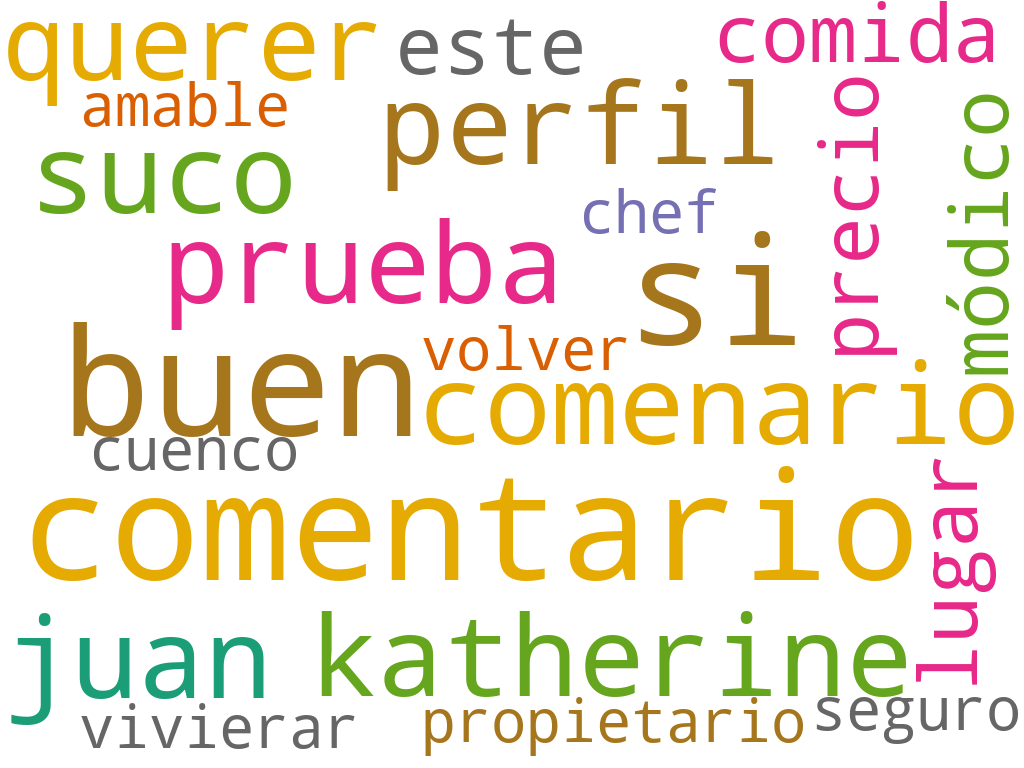 querer
este
comida
amable
perfil
precio
módico
suco
chef
prueba
si
buen
volver
comenario
cuenco
comentario
lugar
juan
katherine
vivierar
propietario
seguro